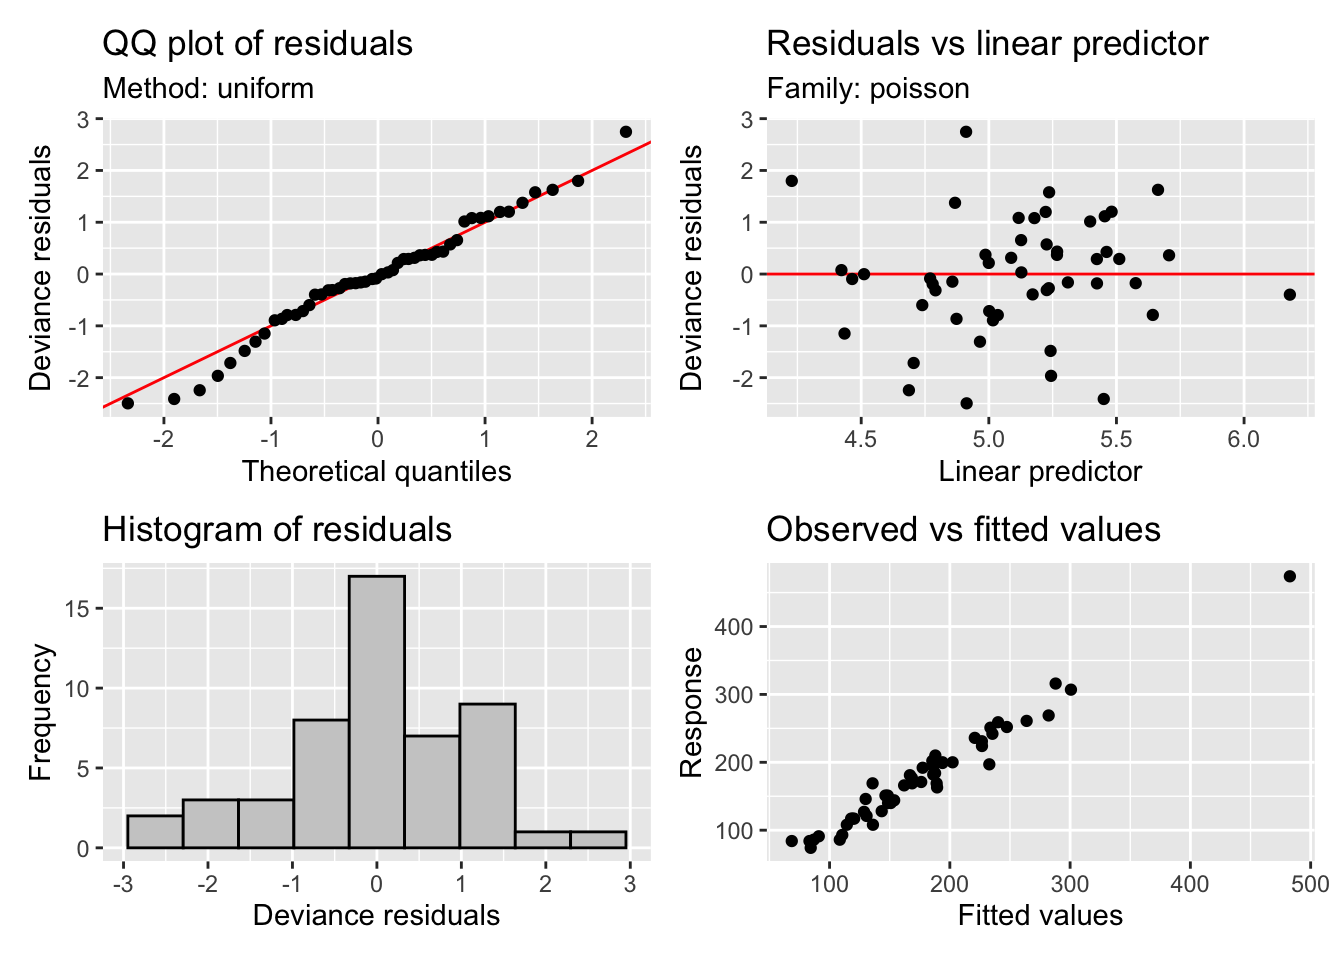 QQ plot of residuals
Method: uniform
3
2
1
0
-1
-2
Deviance residuals
-2
-1
0
1
2
Theoretical quantiles
Residuals vs linear predictor
Family: poisson
3
2
1
0
-1
-2
Deviance residuals
4.5
5.0
5.5
6.0
Linear predictor
Histogram of residuals
15
10
5
0
Frequency
-3
-2
-1
0
1
2
3
Deviance residuals
Observed vs fitted values
400
300
200
100
Response
100
200
300
400
500
Fitted values